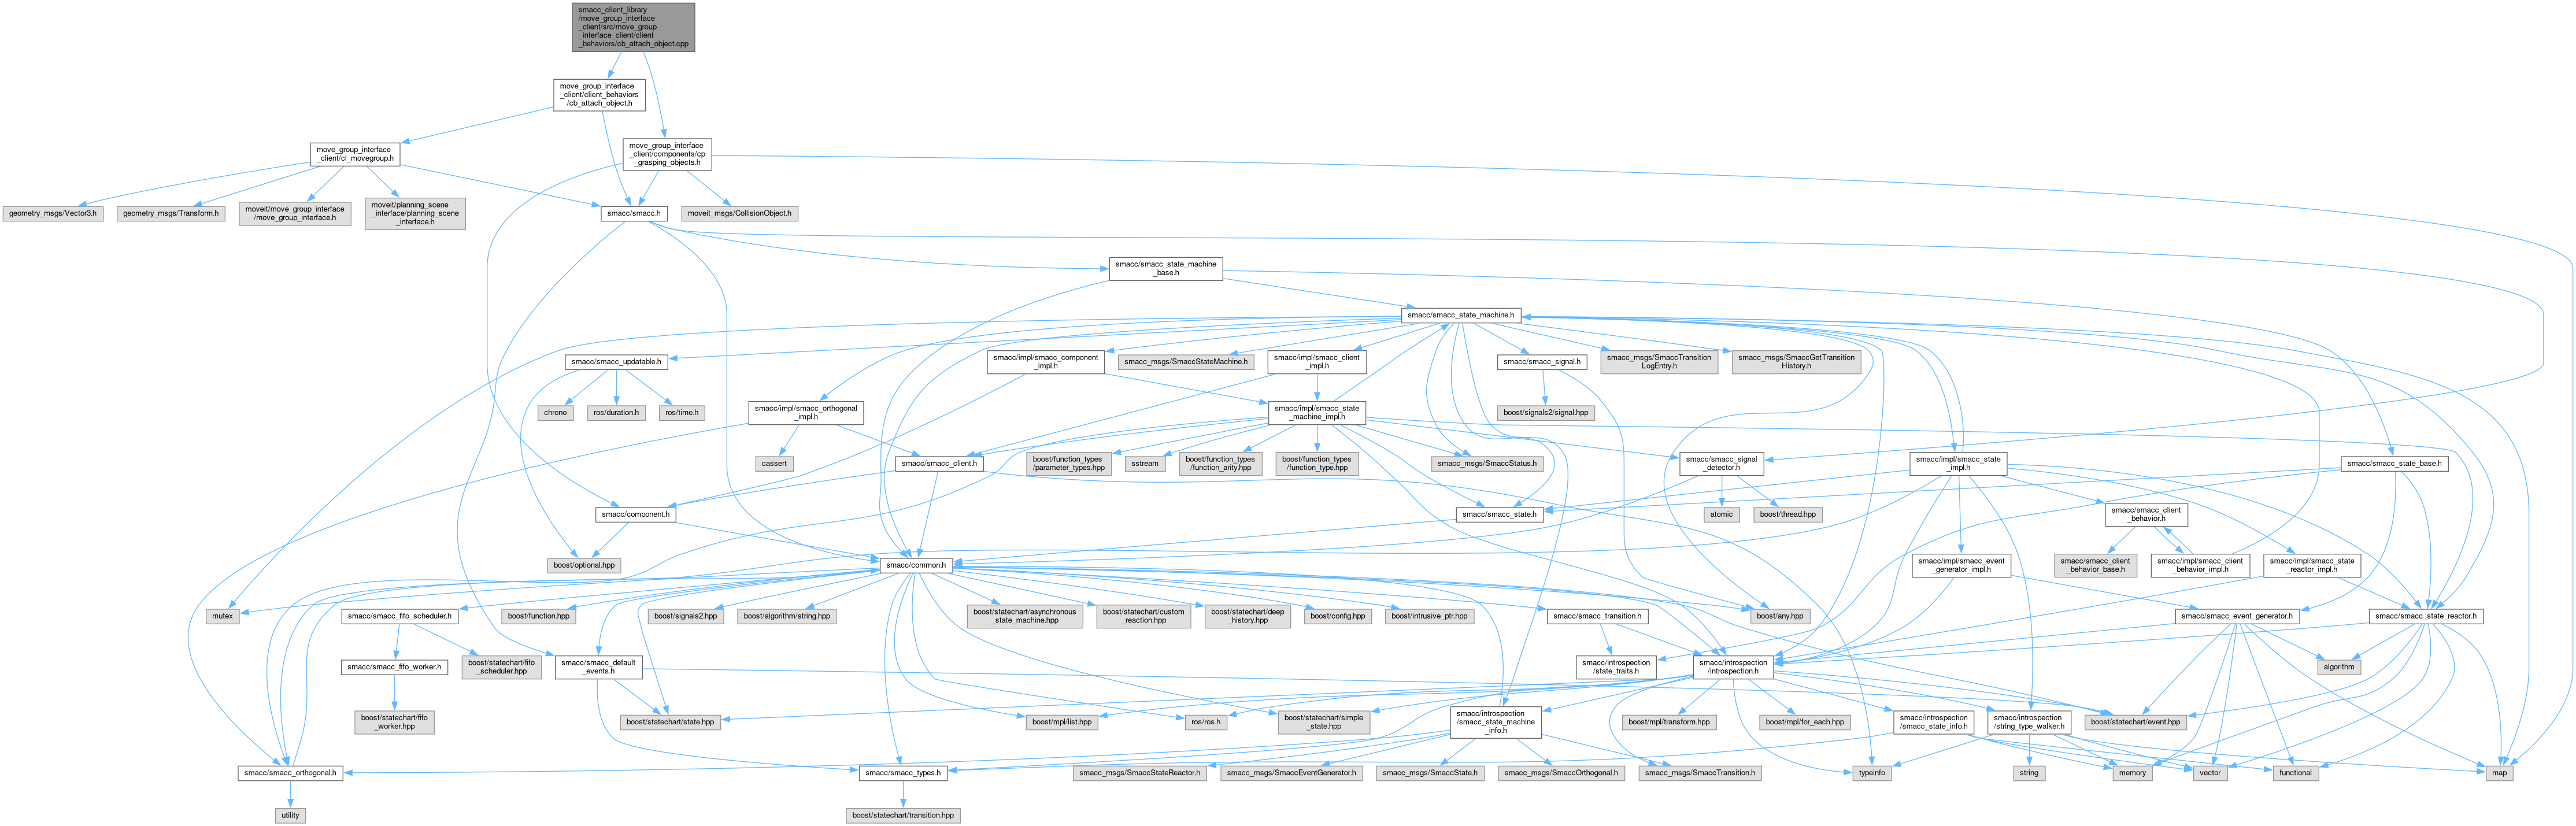 smacc_client_library
/move_group_interface
_client/src/move_group
_interface_client/client
_behaviors/cb_attach_object.cpp
move_group_interface
_client/client_behaviors
/cb_attach_object.h
move_group_interface
_client/cl_movegroup.h
move_group_interface
_client/components/cp
_grasping_objects.h
geometry_msgs/Vector3.h
geometry_msgs/Transform.h
moveit/move_group_interface
/move_group_interface.h
moveit/planning_scene
_interface/planning_scene
_interface.h
smacc/smacc.h
moveit_msgs/CollisionObject.h
smacc/smacc_state_machine
_base.h
smacc/smacc_state_machine.h
smacc/smacc_updatable.h
smacc/impl/smacc_component
_impl.h
smacc_msgs/SmaccStateMachine.h
smacc/impl/smacc_client
_impl.h
smacc/smacc_signal.h
smacc_msgs/SmaccTransition
LogEntry.h
smacc_msgs/SmaccGetTransition
History.h
chrono
ros/duration.h
ros/time.h
smacc/impl/smacc_orthogonal
_impl.h
smacc/impl/smacc_state
_machine_impl.h
boost/signals2/signal.hpp
cassert
smacc/smacc_client.h
boost/function_types
/parameter_types.hpp
sstream
boost/function_types
/function_arity.hpp
boost/function_types
/function_type.hpp
smacc_msgs/SmaccStatus.h
smacc/smacc_signal
_detector.h
smacc/impl/smacc_state
_impl.h
smacc/smacc_state_base.h
smacc/component.h
smacc/smacc_state.h
atomic
boost/thread.hpp
smacc/smacc_client
_behavior.h
boost/optional.hpp
smacc/common.h
smacc/impl/smacc_event
_generator_impl.h
smacc/smacc_client
_behavior_base.h
smacc/impl/smacc_client
_behavior_impl.h
smacc/impl/smacc_state
_reactor_impl.h
mutex
smacc/smacc_fifo_scheduler.h
boost/function.hpp
boost/signals2.hpp
boost/algorithm/string.hpp
boost/statechart/asynchronous
_state_machine.hpp
boost/statechart/custom
_reaction.hpp
boost/statechart/deep
_history.hpp
boost/config.hpp
boost/intrusive_ptr.hpp
smacc/smacc_transition.h
boost/any.hpp
smacc/smacc_event_generator.h
smacc/smacc_state_reactor.h
smacc/smacc_fifo_worker.h
boost/statechart/fifo
_scheduler.hpp
smacc/smacc_default
_events.h
smacc/introspection
/state_traits.h
smacc/introspection
/introspection.h
algorithm
boost/statechart/fifo
_worker.hpp
boost/statechart/state.hpp
boost/mpl/list.hpp
ros/ros.h
boost/statechart/simple
_state.hpp
smacc/introspection
/smacc_state_machine
_info.h
boost/mpl/transform.hpp
boost/mpl/for_each.hpp
smacc/introspection
/smacc_state_info.h
smacc/introspection
/string_type_walker.h
boost/statechart/event.hpp
smacc/smacc_orthogonal.h
smacc/smacc_types.h
smacc_msgs/SmaccStateReactor.h
smacc_msgs/SmaccEventGenerator.h
smacc_msgs/SmaccState.h
smacc_msgs/SmaccOrthogonal.h
smacc_msgs/SmaccTransition.h
typeinfo
string
memory
vector
functional
map
utility
boost/statechart/transition.hpp